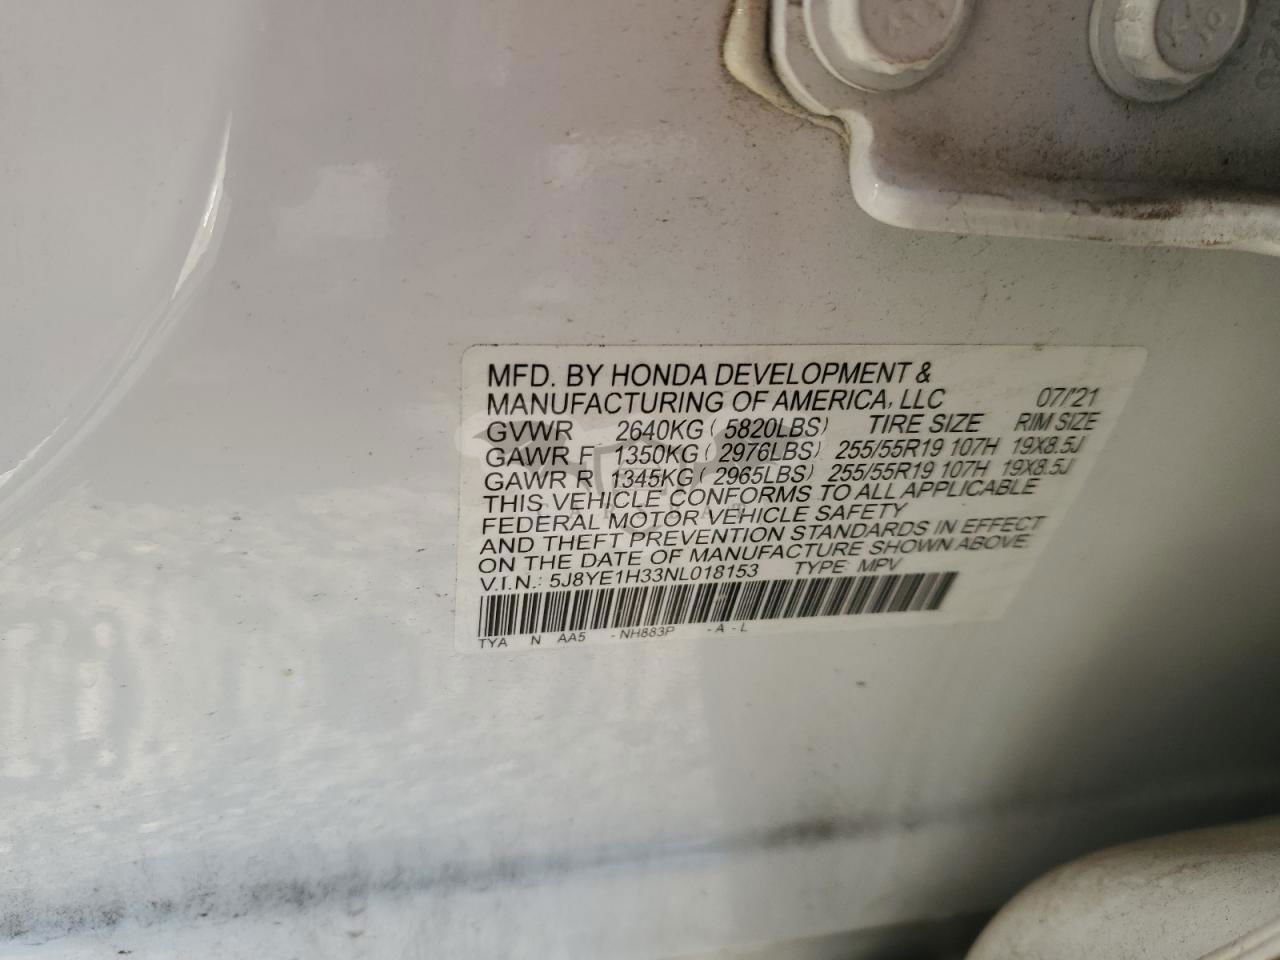 MFD. BY HONDA DEVELOPMENT &
MANUFACTURING OF AMERICA, LLC 07/'21
GVWR 2640KG ( 5820LBS) TIRE SIZE RIM SIZE
GAWR F 1350KG ( 2976LBS) 255/55R19 107H 19X8.5J
GAWR R 1345KG ( 2965LBS) 255/55R19 107H 19X8.5J
THIS VEHICLE CONFORMS TO ALL APPLICABLE
FEDERAL MOTOR VEHICLE SAFETY
AND THEFT PREVENTION STANDARDS IN EFFECT
ON THE DATE OF MANUFACTURE SHOWN ABOVE
V.I.N.: 5J8YE1H33NL018153 TYPE: MPV
TYA N AA5 - NH883P - A - L